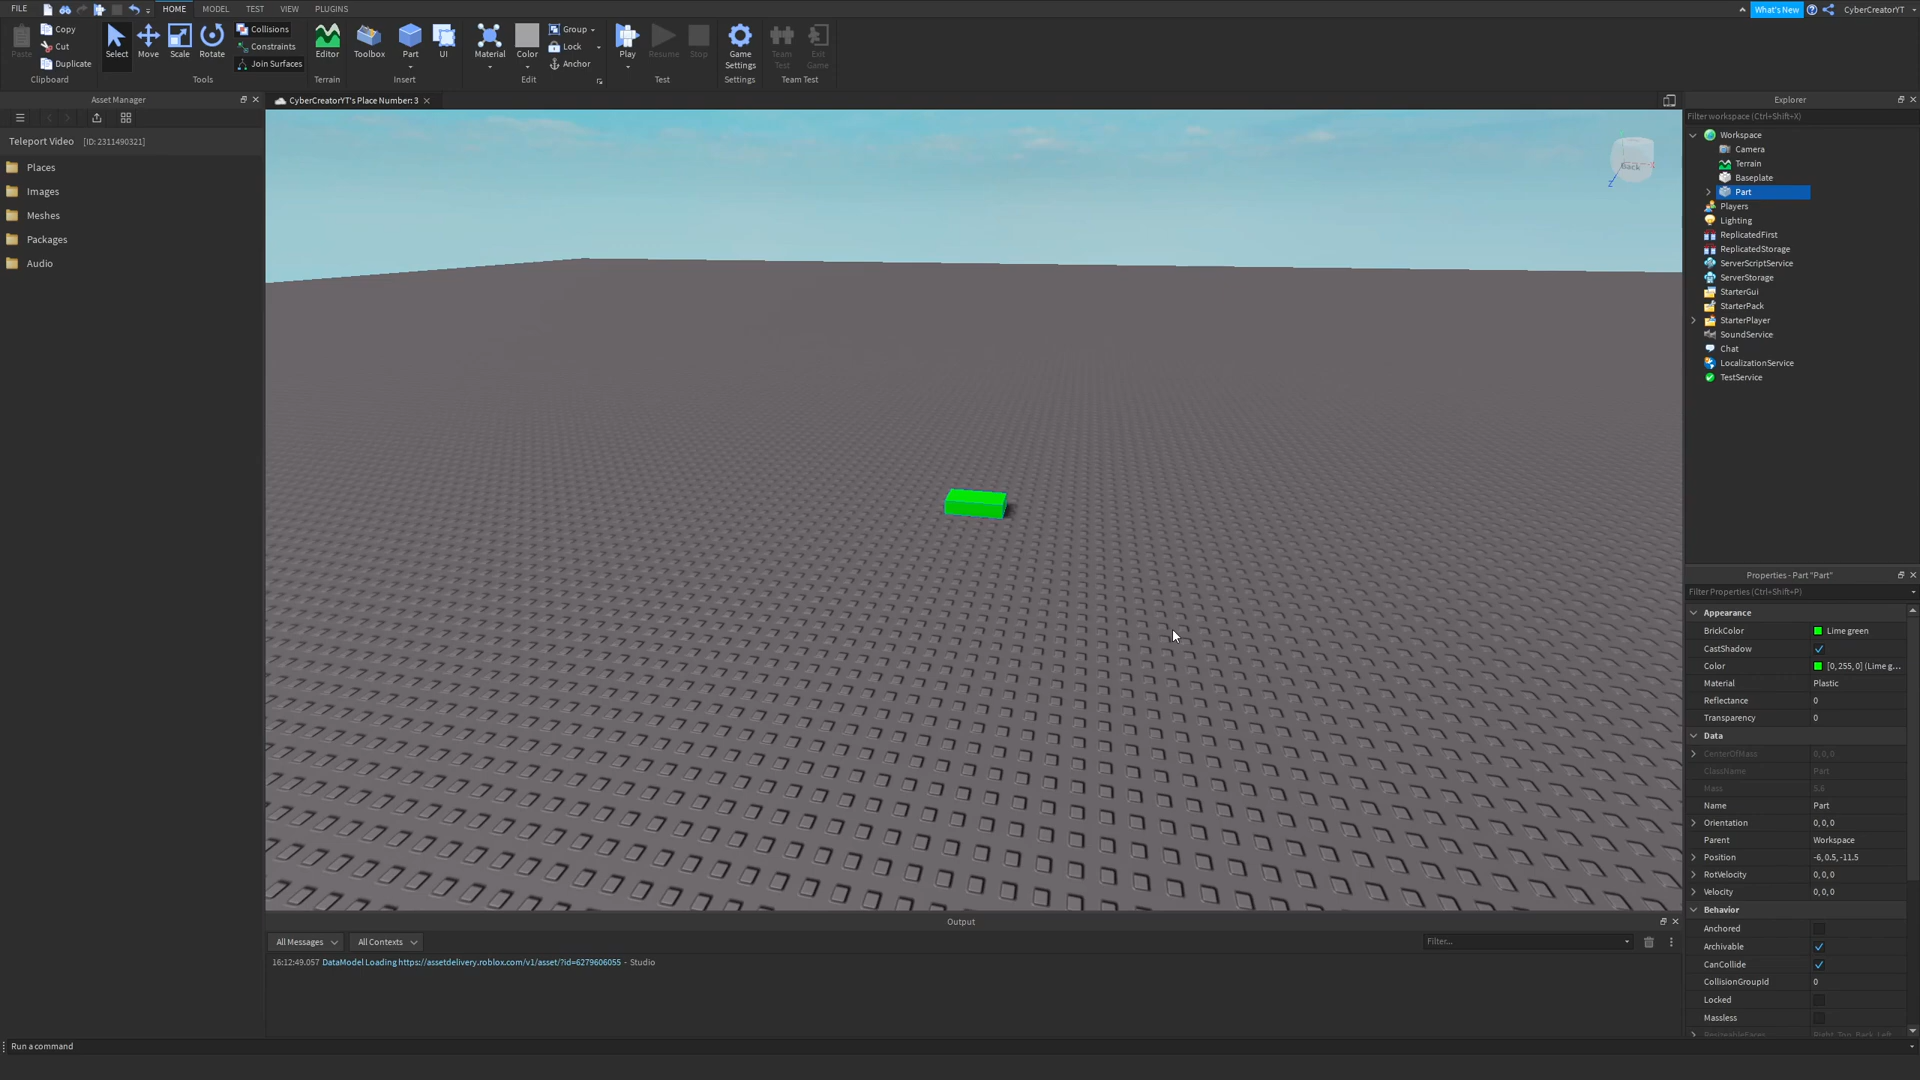 FILE HOME MODEL TEST VIEW PLUGINS What's New CyberCreatorYT
Paste Copy Cut Duplicate Clipboard
Select Move Scale Rotate Collisions Constraints Join Surfaces Tools
Editor Terrain
Toolbox Part UI Insert
Material Color Group Lock Anchor Edit
Play Resume Stop Test
Game Settings Settings
Team Test Exit Game Team Test
Asset Manager
Teleport Video [ID:2311490321]
Places
Images
Meshes
Packages
Audio
CyberCreatorYT's Place Number: 3
Back
Z
Explorer
Filter workspace (Ctrl+Shift+X)
Workspace
Camera
Terrain
Baseplate
Part
Players
Lighting
ReplicatedFirst
ReplicatedStorage
ServerScriptService
ServerStorage
StarterGui
StarterPack
StarterPlayer
SoundService
Chat
LocalizationService
TestService
Properties - Part "Part"
Filter Properties (Ctrl+Shift+P)
Appearance
BrickColor Lime green
CastShadow
Color [0, 255, 0] (Lime g...
Material Plastic
Reflectance 0
Transparency 0
Data
CenterOfMass 0, 0, 0
ClassName Part
Mass 5.6
Name Part
Orientation 0, 0, 0
Parent Workspace
Position -6, 0.5, -11.5
RotVelocity 0, 0, 0
Velocity 0, 0, 0
Behavior
Anchored
Archivable
CanCollide
CollisionGroupId 0
Locked
Massless
Output
All Messages All Contexts Filter...
16:12:49.057 DataModel Loading https://assetdelivery.roblox.com/v1/asset/?id=6279606055 - Studio
Run a command